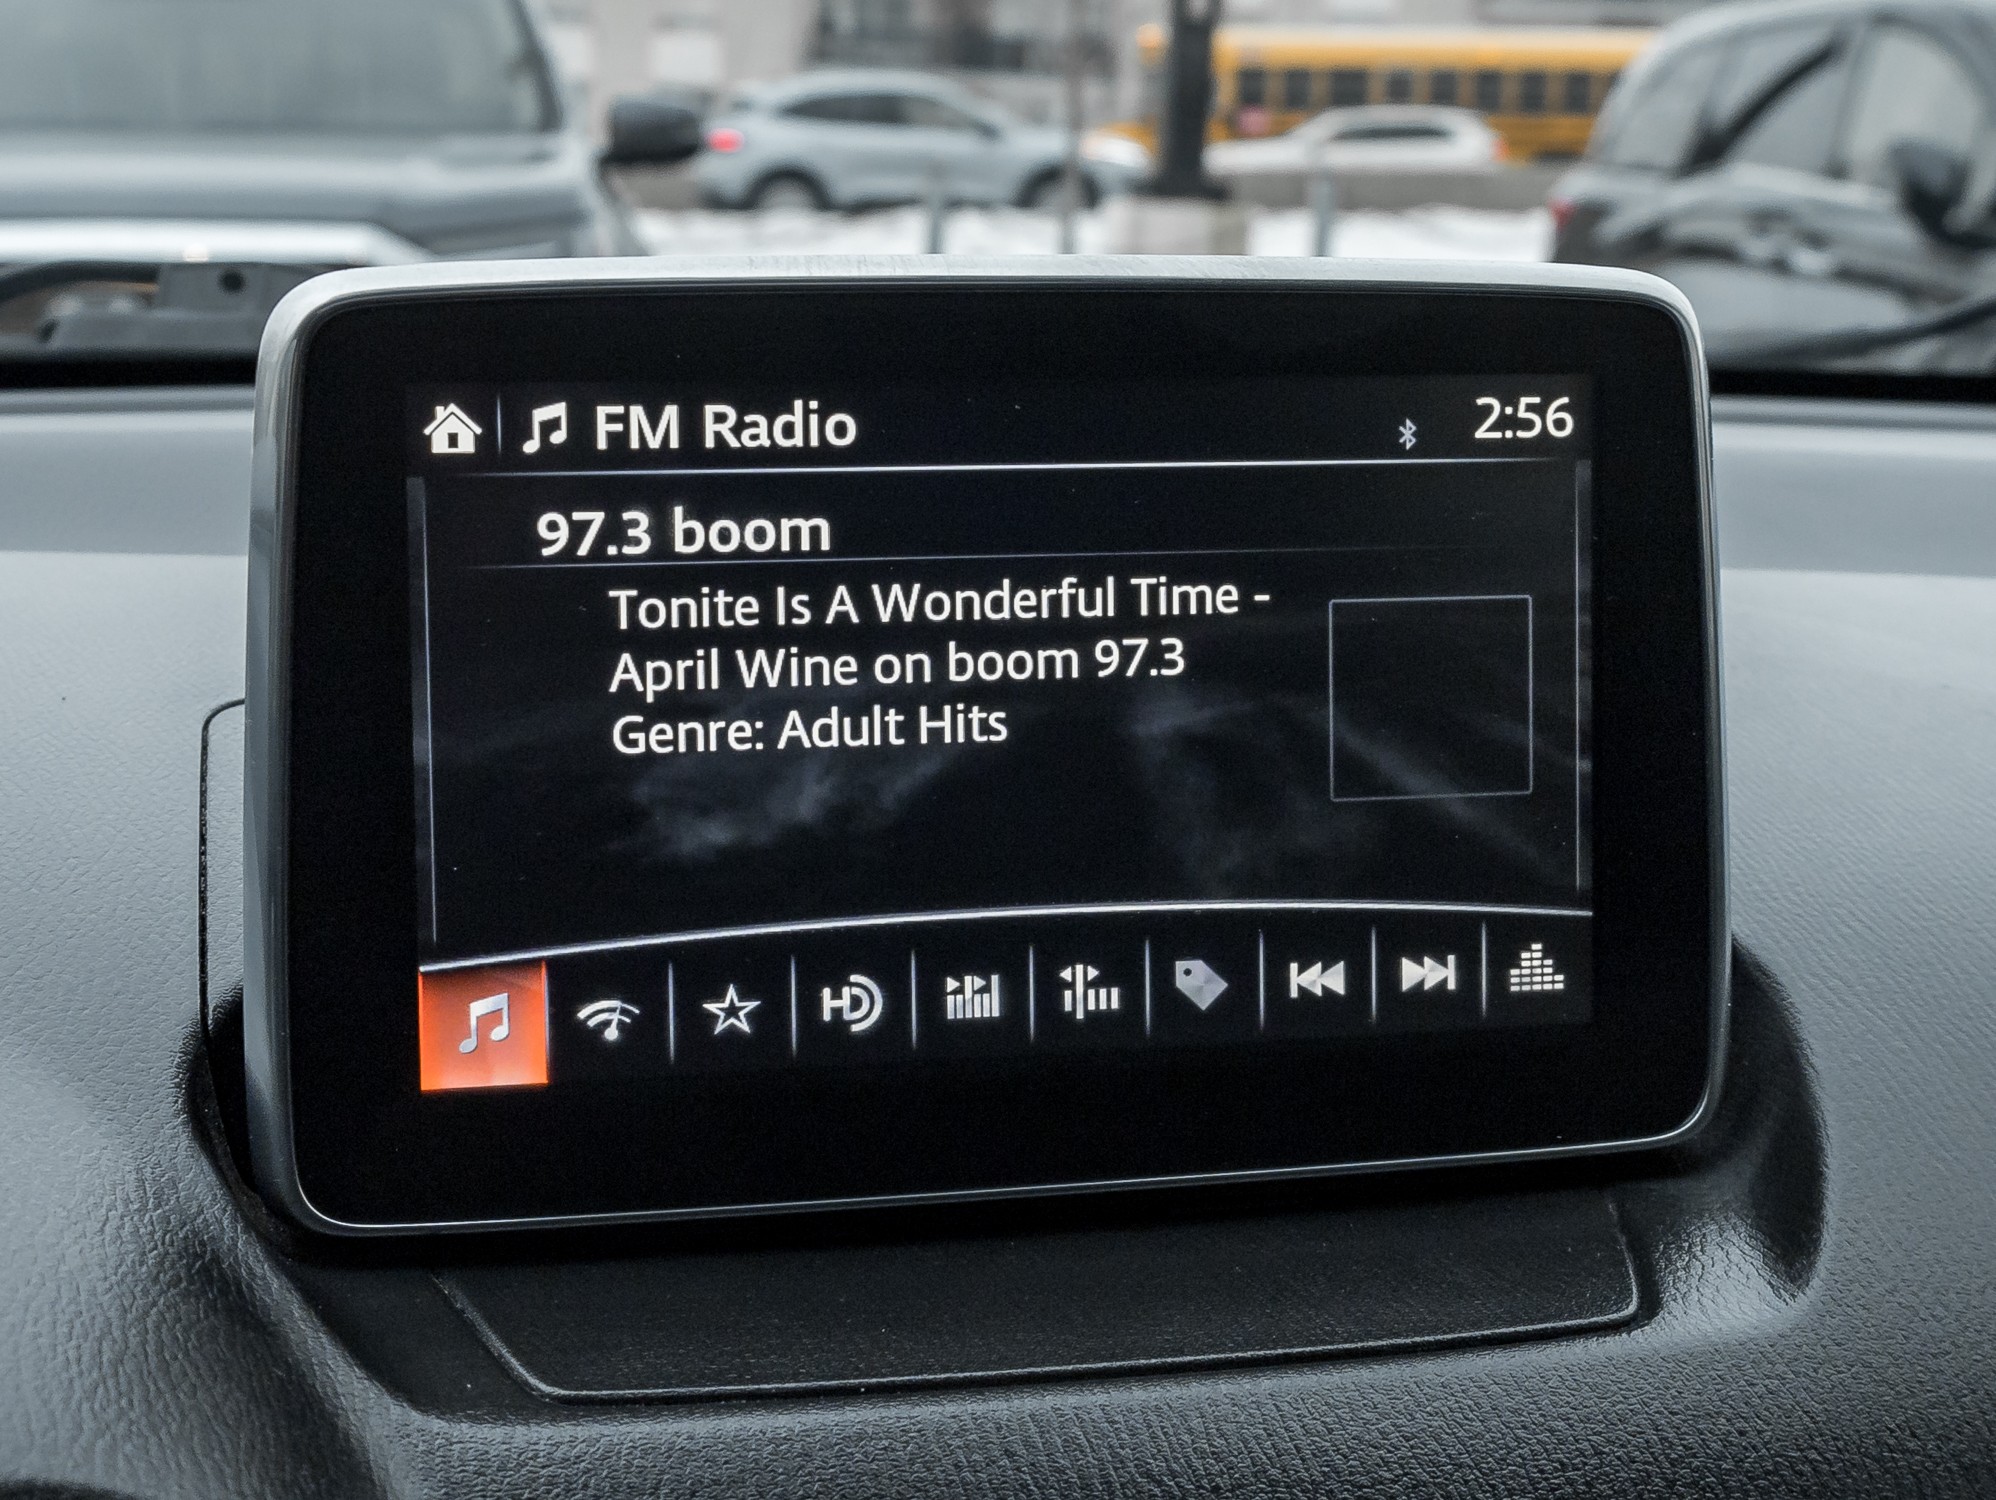 FM Radio
2:56
97.3 boom
Tonite Is A Wonderful Time -
April Wine on boom 97.3
Genre: Adult Hits
HD